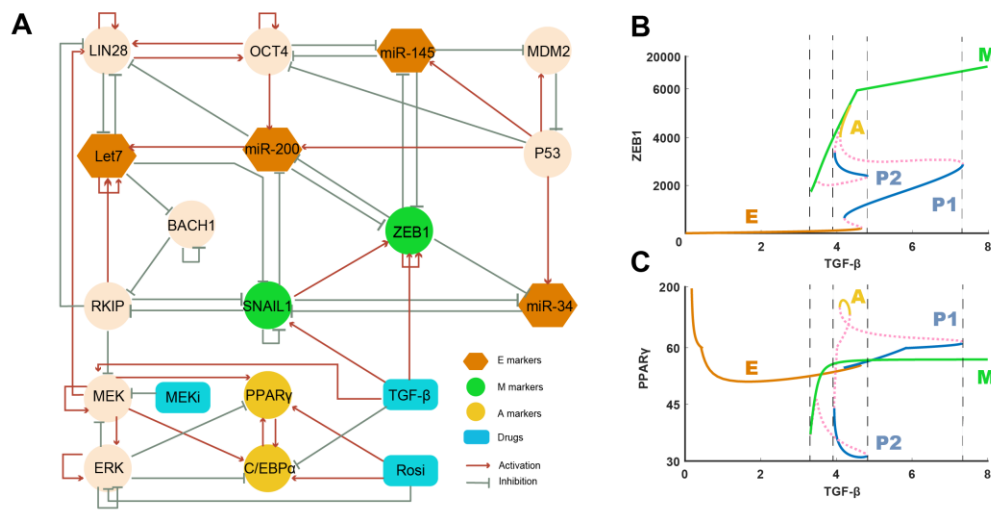 A
LIN28
OCT4
miR-145
MDM2
Let7
miR-200
P53
BACH1
ZEB1
RKIP
SNAIL1
miR-34
MEK
MEKi
PPARγ
TGF-β
ERK
C/EBPα
Rosi
E markers
M markers
A markers
Drugs
Activation
Inhibition
B
20000
6000
4000
2000
0
2
4
6
8
ZEB1
TGF-β
M
A
P2
P1
E
C
200
60
45
30
0
2
4
6
8
PPARγ
TGF-β
A
P1
E
M
P2